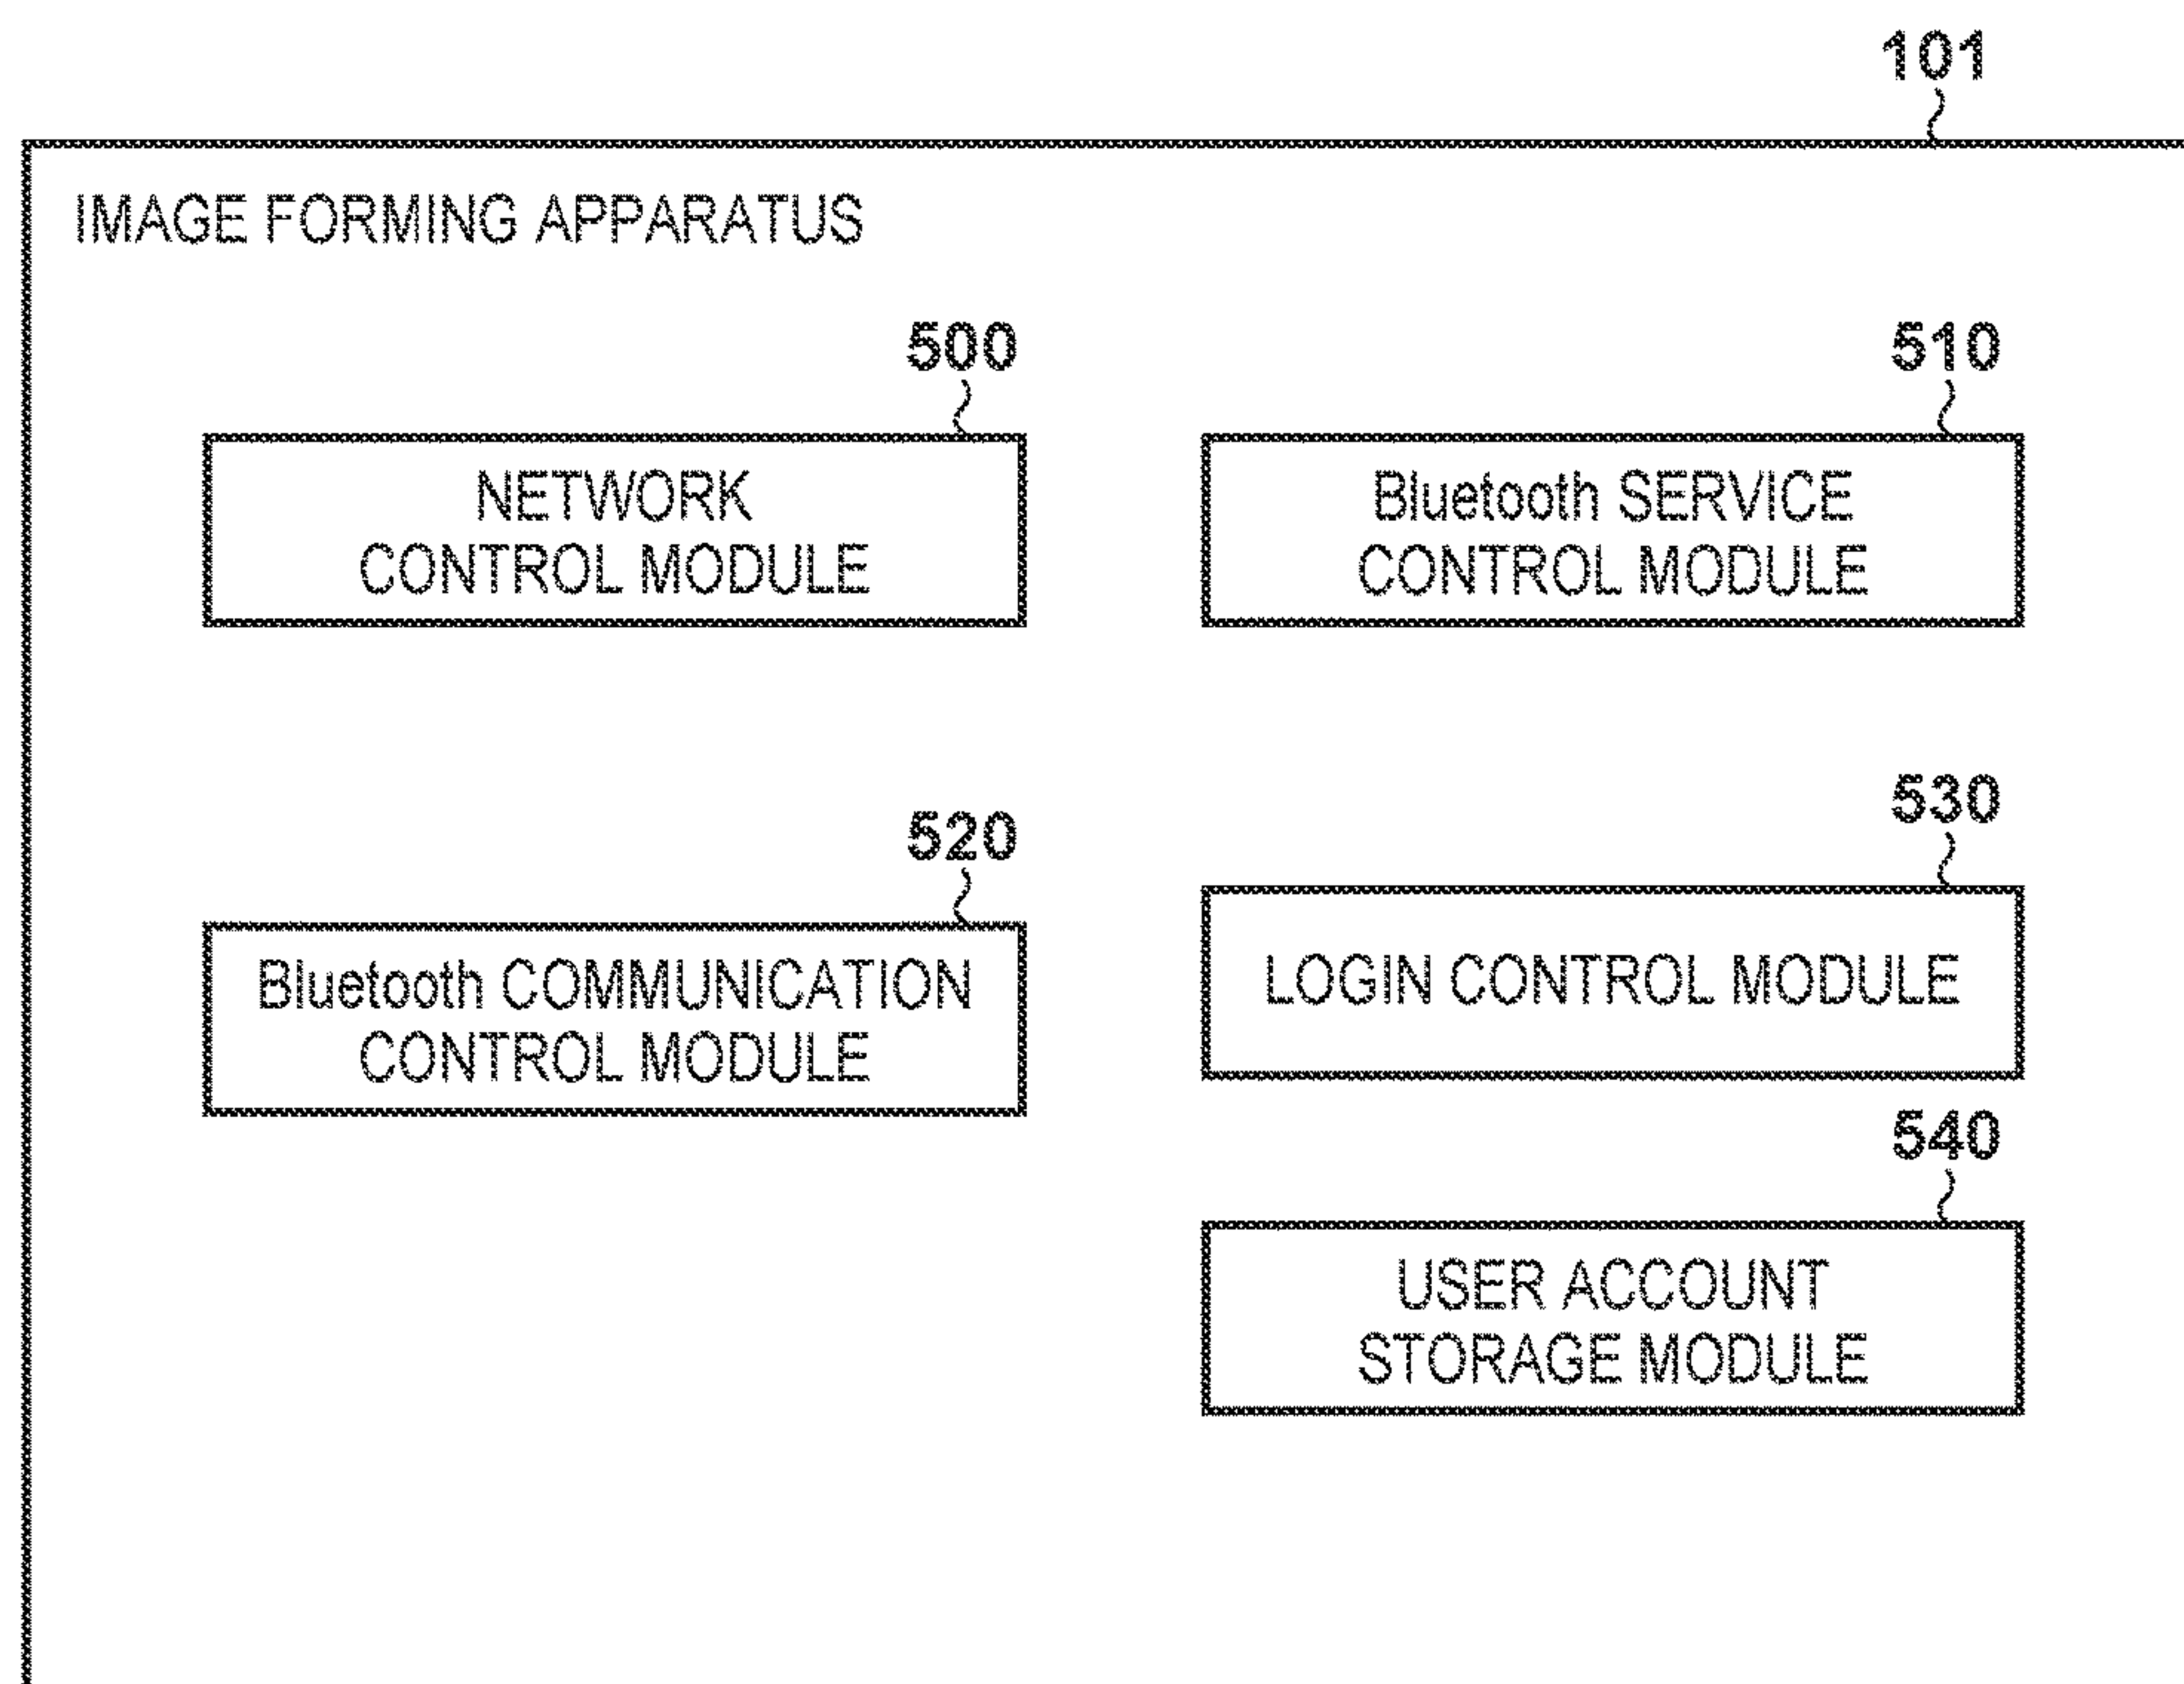 101
IMAGE FORMING APPARATUS
500
NETWORK
CONTROL MODULE
510
Bluetooth SERVICE
CONTROL MODULE
520
Bluetooth COMMUNICATION
CONTROL MODULE
530
LOGIN CONTROL MODULE
540
USER ACCOUNT
STORAGE MODULE